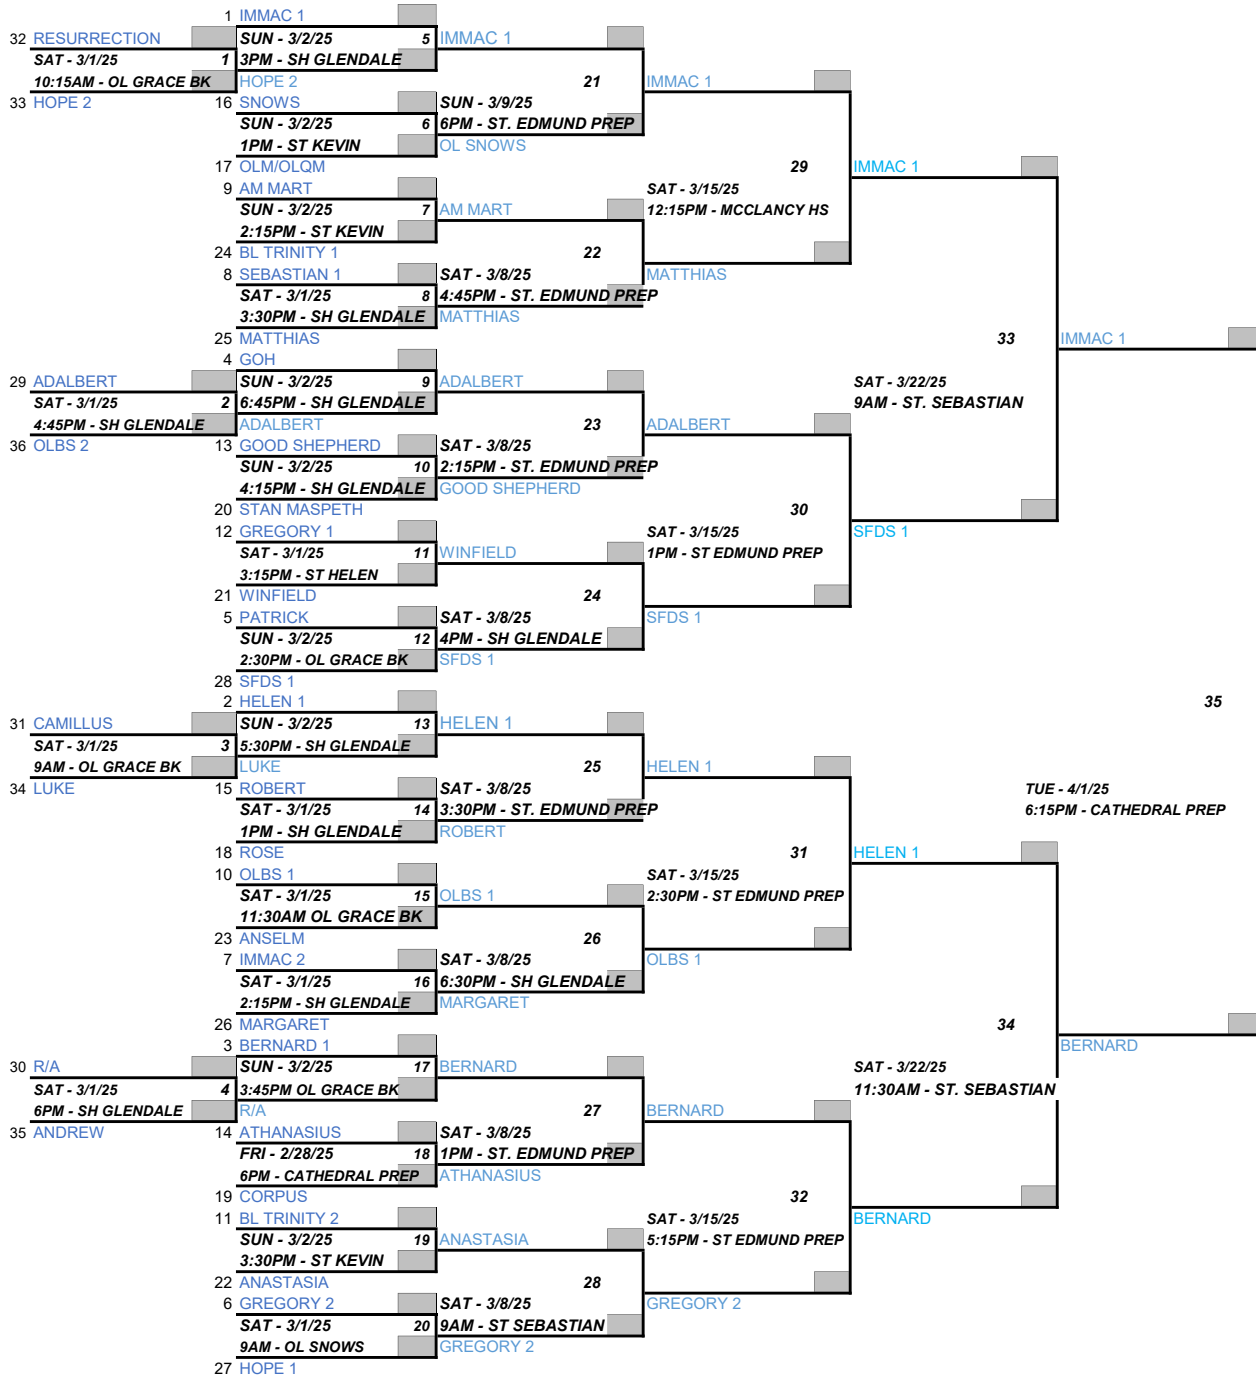 1 IMMAC 1
32 RESURRECTION
SUN - 3/2/25 5 IMMAC 1
SAT - 3/1/25 1 3PM - SH GLENDALE
10:15AM - OL GRACE BK HOPE 2 21 IMMAC 1
33 HOPE 2 16 SNOWS SUN - 3/9/25
SUN - 3/2/25 6 6PM - ST. EDMUND PREP
1PM - ST KEVIN OL SNOWS
17 OLM/OLQM 29 IMMAC 1
9 AM MART SAT - 3/15/25
SUN - 3/2/25 7 AM MART 12:15PM - MCCLANCY HS
2:15PM - ST KEVIN
24 BL TRINITY 1 22
8 SEBASTIAN 1 SAT - 3/8/25 MATTHIAS
SAT - 3/1/25 8 4:45PM - ST. EDMUND PREP
3:30PM - SH GLENDALE MATTHIAS
25 MATTHIAS 33 IMMAC 1
4 GOH
29 ADALBERT SUN - 3/2/25 9 ADALBERT SAT - 3/22/25
SAT - 3/1/25 2 6:45PM - SH GLENDALE 9AM - ST. SEBASTIAN
4:45PM - SH GLENDALE ADALBERT 23 ADALBERT
36 OLBS 2 13 GOOD SHEPHERD SAT - 3/8/25
SUN - 3/2/25 10 2:15PM - ST. EDMUND PREP
4:15PM - SH GLENDALE GOOD SHEPHERD
20 STAN MASPETH 30
12 GREGORY 1 SAT - 3/15/25 SFDS 1
SAT - 3/1/25 11 WINFIELD 1PM - ST EDMUND PREP
3:15PM - ST HELEN
21 WINFIELD 24
5 PATRICK SAT - 3/8/25 SFDS 1
SUN - 3/2/25 12 4PM - SH GLENDALE
2:30PM - OL GRACE BK SFDS 1
28 SFDS 1
2 HELEN 1 35
31 CAMILLUS SUN - 3/2/25 13 HELEN 1
SAT - 3/1/25 3 5:30PM - SH GLENDALE
9AM - OL GRACE BK LUKE 25 HELEN 1
34 LUKE 15 ROBERT SAT - 3/8/25 TUE - 4/1/25
SAT - 3/1/25 14 3:30PM - ST. EDMUND PREP 6:15PM - CATHEDRAL PREP
1PM - SH GLENDALE ROBERT
18 ROSE 31 HELEN 1
10 OLBS 1 SAT - 3/15/25
SAT - 3/1/25 15 OLBS 1 2:30PM - ST EDMUND PREP
11:30AM OL GRACE BK
23 ANSELM 26
7 IMMAC 2 SAT - 3/8/25 OLBS 1
SAT - 3/1/25 16 6:30PM - SH GLENDALE
2:15PM - SH GLENDALE MARGARET
26 MARGARET 34
3 BERNARD 1 BERNARD
30 R/A SUN - 3/2/25 17 BERNARD SAT - 3/22/25
SAT - 3/1/25 4 3:45PM OL GRACE BK 11:30AM - ST. SEBASTIAN
6PM - SH GLENDALE R/A 27 BERNARD
35 ANDREW 14 ATHANASIUS SAT - 3/8/25
FRI - 2/28/25 18 1PM - ST. EDMUND PREP
6PM - CATHEDRAL PREP ATHANASIUS
19 CORPUS 32
11 BL TRINITY 2 SAT - 3/15/25 BERNARD
SUN - 3/2/25 19 ANASTASIA 5:15PM - ST EDMUND PREP
3:30PM - ST KEVIN
22 ANASTASIA 28
6 GREGORY 2 SAT - 3/8/25 GREGORY 2
SAT - 3/1/25 20 9AM - ST SEBASTIAN
9AM - OL SNOWS GREGORY 2
27 HOPE 1